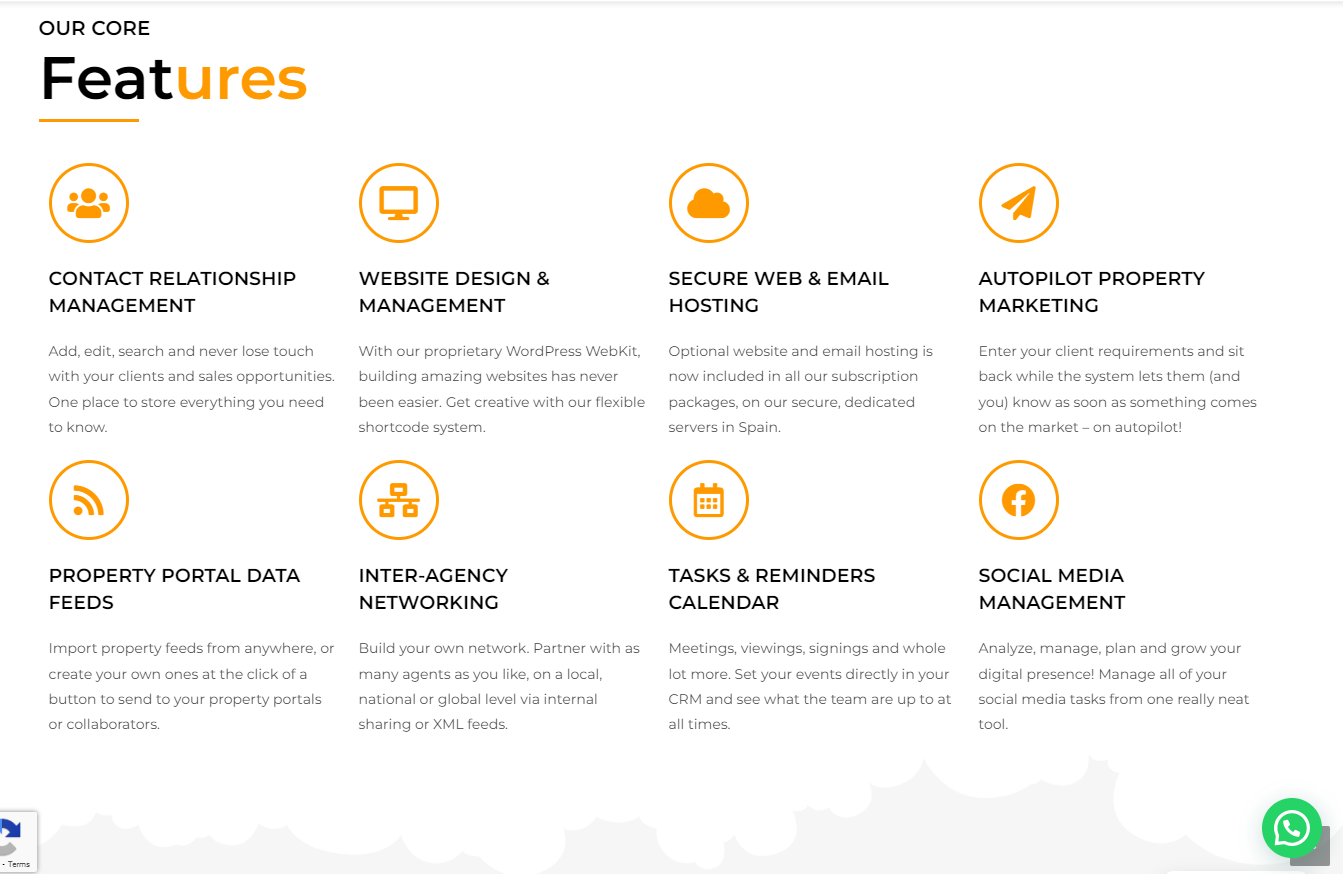 OUR CORE
Features
CONTACT RELATIONSHIP
MANAGEMENT
Add, edit, search and never lose touch
with your clients and sales opportunities.
One place to store everything you need
to know.
WEBSITE DESIGN &
MANAGEMENT
With our proprietary WordPress WebKit,
building amazing websites has never
been easier. Get creative with our flexible
shortcode system.
SECURE WEB & EMAIL
HOSTING
Optional website and email hosting is
now included in all our subscription
packages, on our secure, dedicated
servers in Spain.
AUTOPILOT PROPERTY
MARKETING
Enter your client requirements and sit
back while the system lets them (and
you) know as soon as something comes
on the market – on autopilot!
PROPERTY PORTAL DATA
FEEDS
Import property feeds from anywhere, or
create your own ones at the click of a
button to send to your property portals
or collaborators.
INTER-AGENCY
NETWORKING
Build your own network. Partner with as
many agents as you like, on a local,
national or global level via internal
sharing or XML feeds.
TASKS & REMINDERS
CALENDAR
Meetings, viewings, signings and whole
lot more. Set your events directly in your
CRM and see what the team are up to at
all times.
SOCIAL MEDIA
MANAGEMENT
Analyze, manage, plan and grow your
digital presence! Manage all of your
social media tasks from one really neat
tool.
- Terms